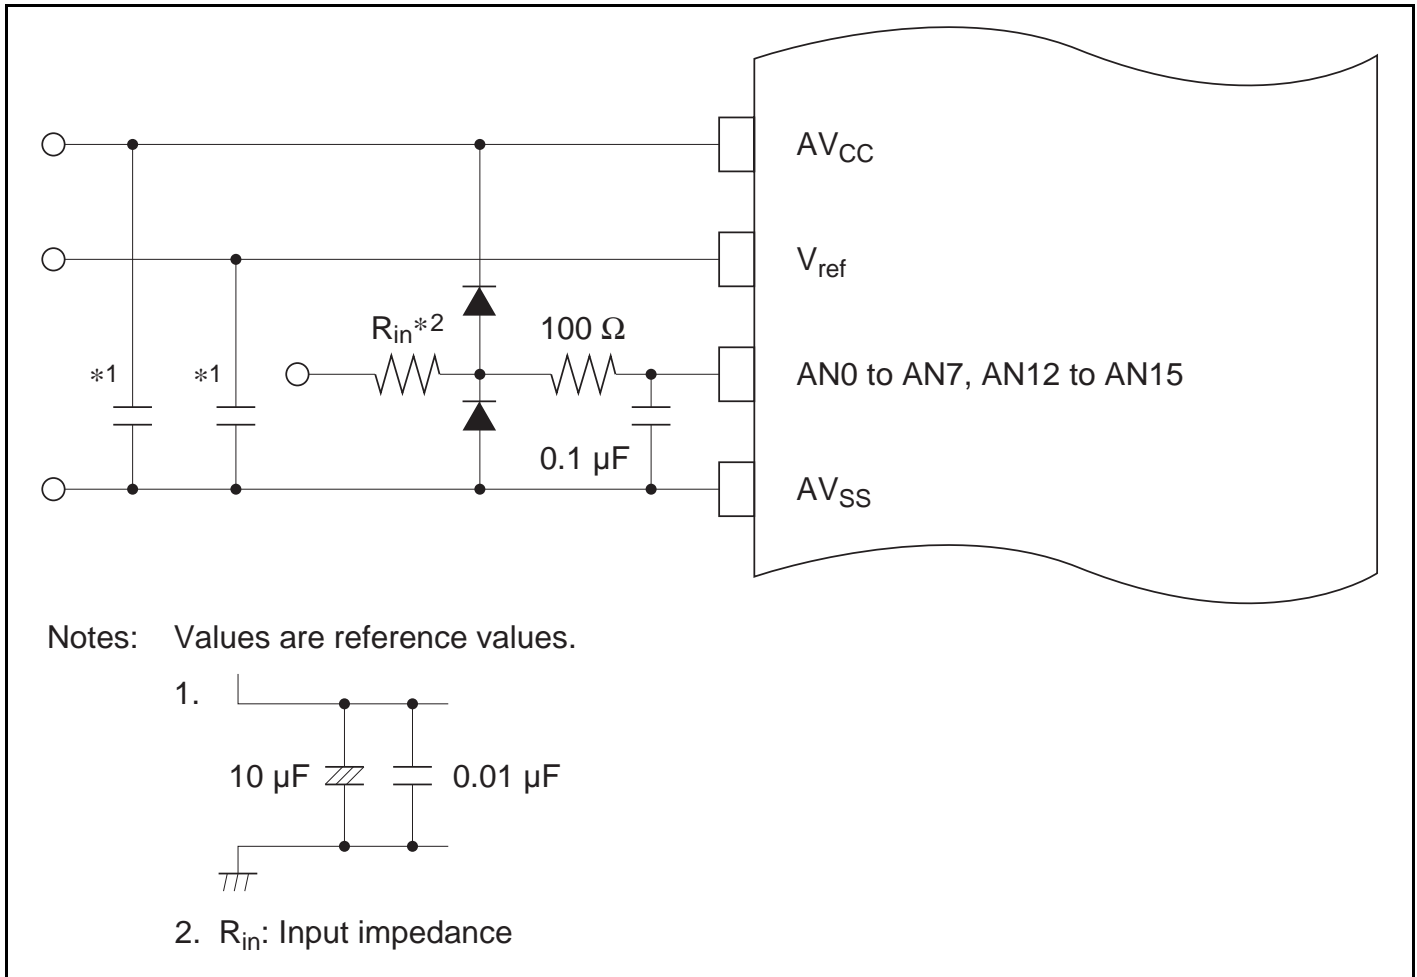 AVCC
Vref
Rin*2
100 Ω
*1
*1
AN0 to AN7, AN12 to AN15
0.1 µF
AVSS
Notes: Values are reference values.
1.
10 µF
0.01 µF
2. Rin: Input impedance